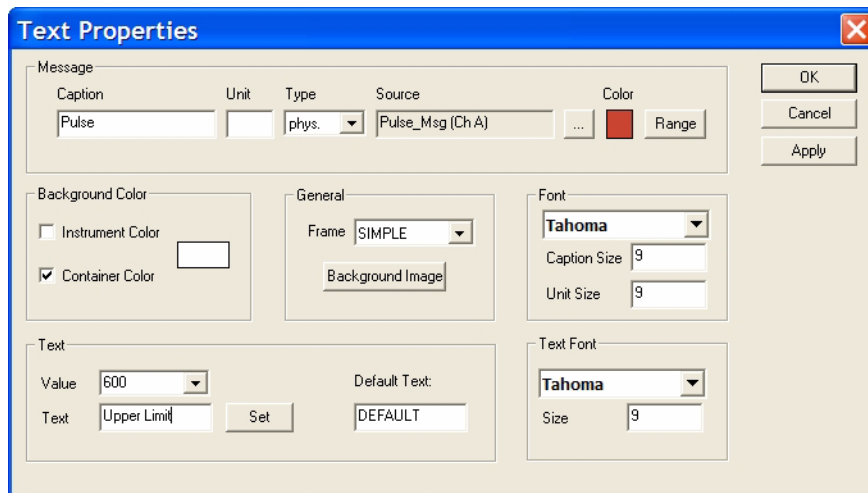 Text Properties
Message
Caption Unit Type Source Color
Pulse phys. Pulse_Msg (Ch A) ... Range
OK
Cancel
Apply
Background Color
Instrument Color
Container Color
General
Frame SIMPLE
Background Image
Font
Tahoma
Caption Size 9
Unit Size 9
Text
Value 600
Text Upper Limit Set
Default Text:
DEFAULT
Text Font
Tahoma
Size 9